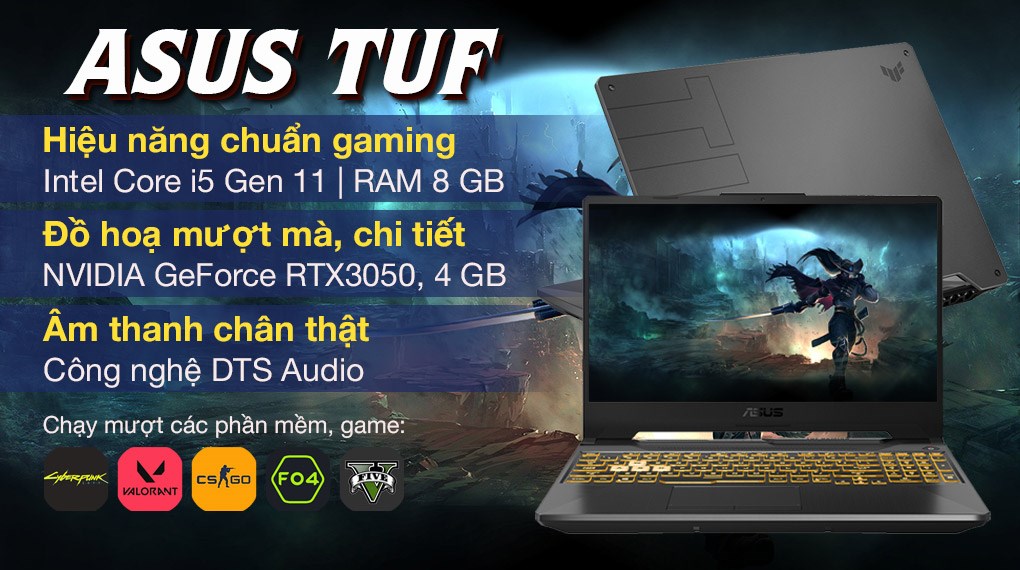 ASUS TUF
Hiệu năng chuẩn gaming
Intel Core i5 Gen 11 | RAM 8 GB
Đồ hoạ mượt mà, chi tiết
NVIDIA GeForce RTX3050, 4 GB
Âm thanh chân thật
Công nghệ DTS Audio
Chạy mượt các phần mềm, game:
CYBERPUNK
VALORANT
CS GO
FO4
V
FIVE
ASUS